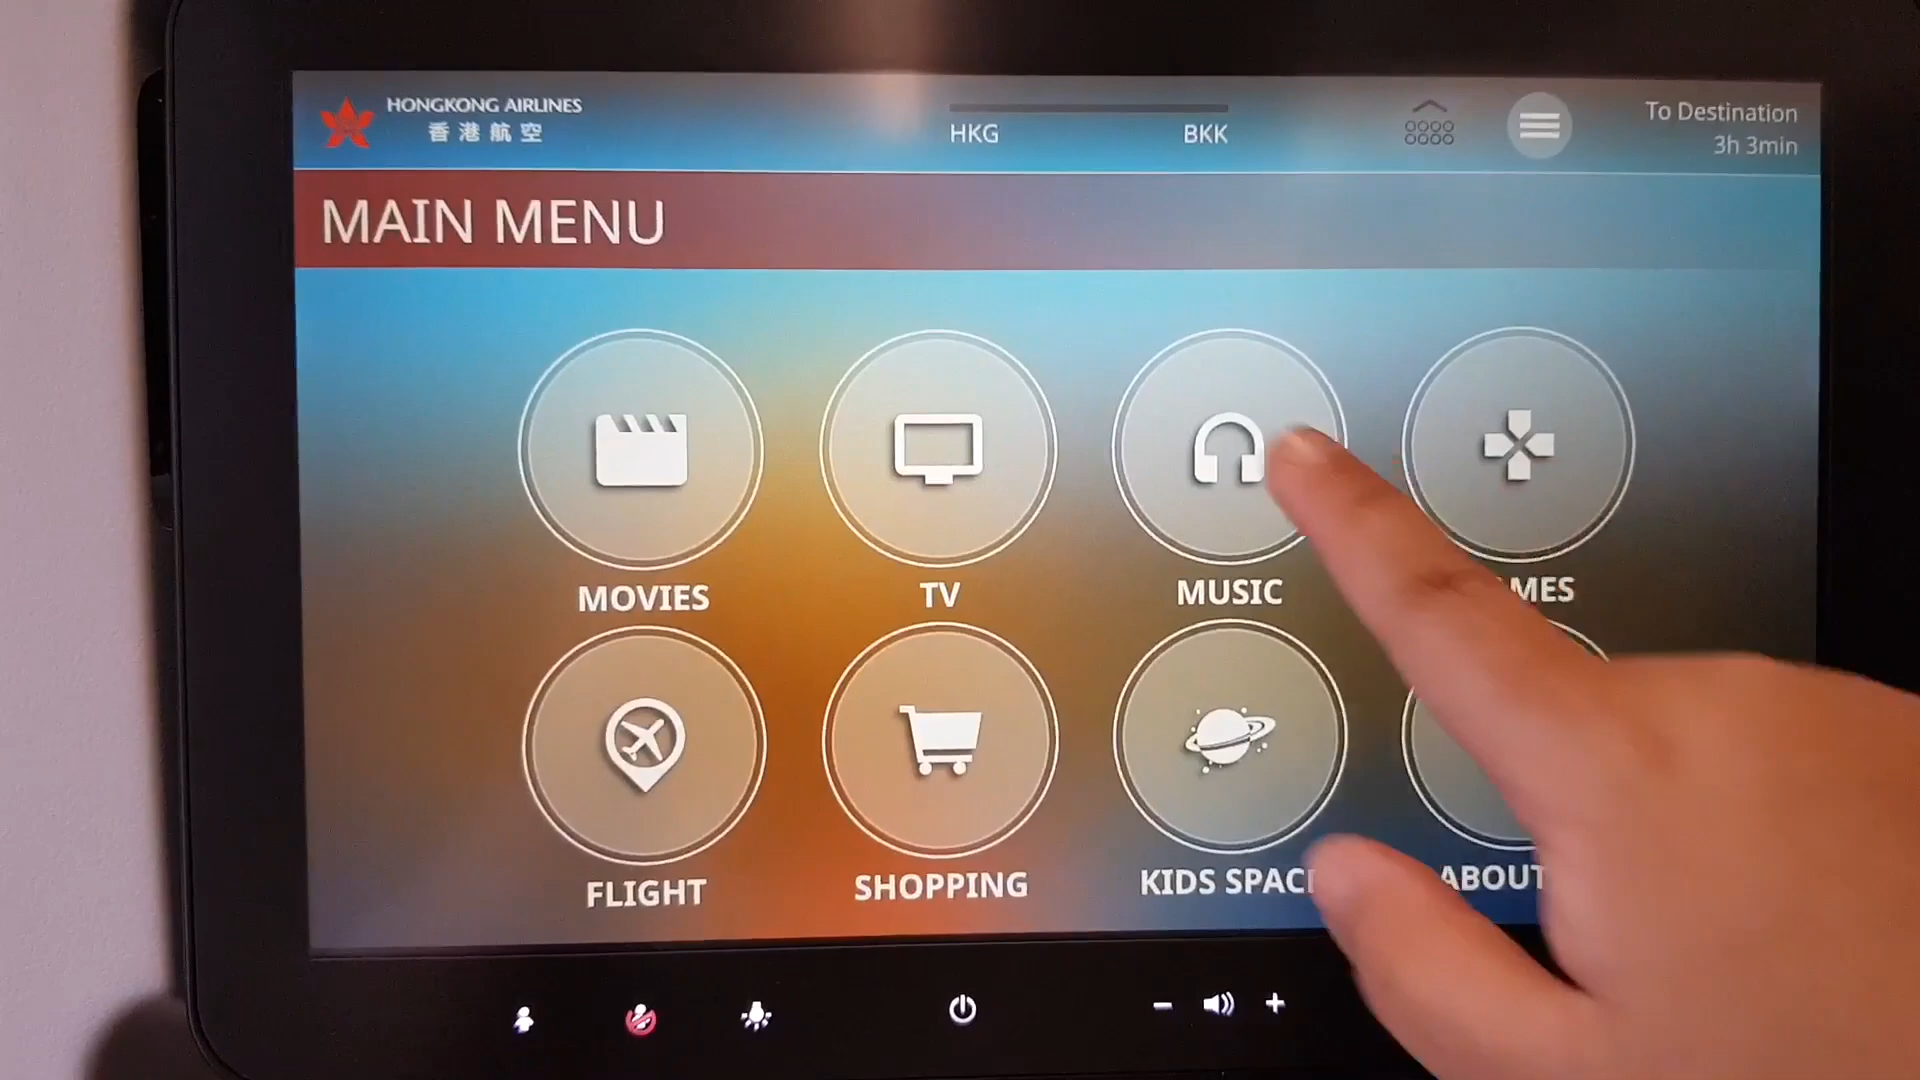 HONGKONG AIRLINES
香港航空
HKG
BKK
To Destination
3h 3min
MAIN MENU
MOVIES
TV
MUSIC
FLIGHT
SHOPPING
KIDS
ABOUT